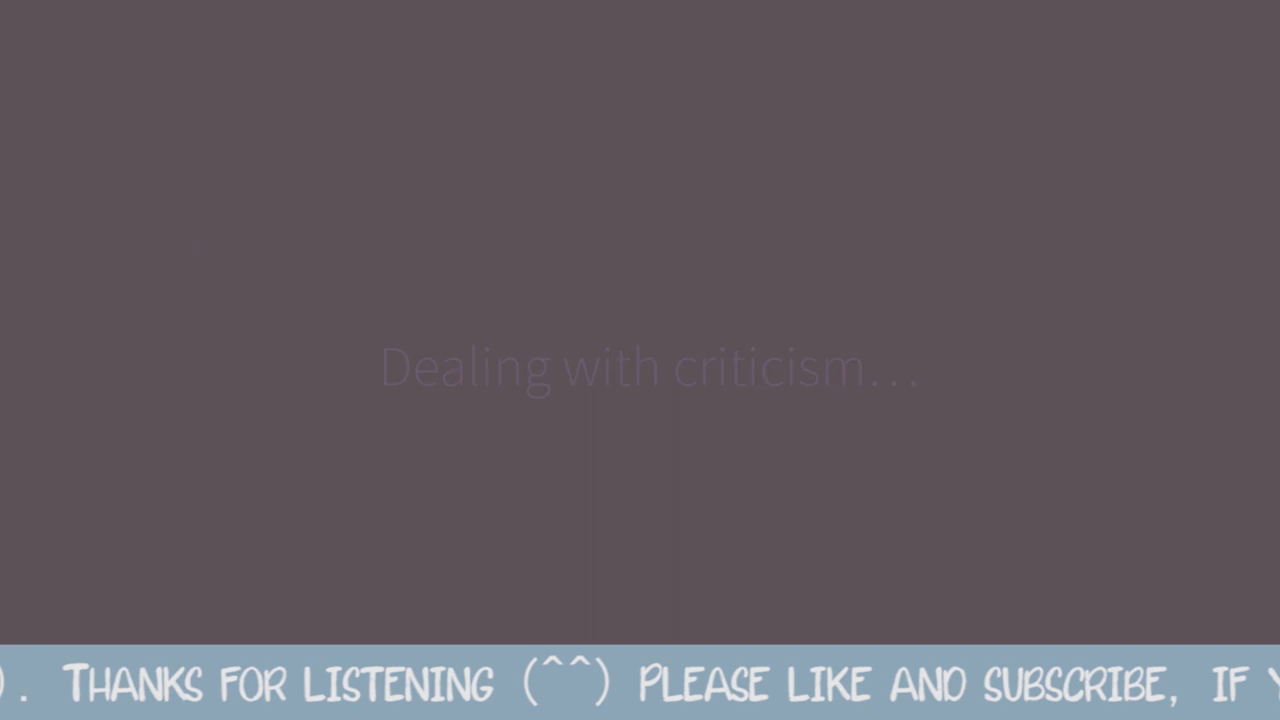 Dealing with criticism...
). THANKS FOR LISTENING (^^) PLEASE LIKE AND SUBSCRIBE, IF